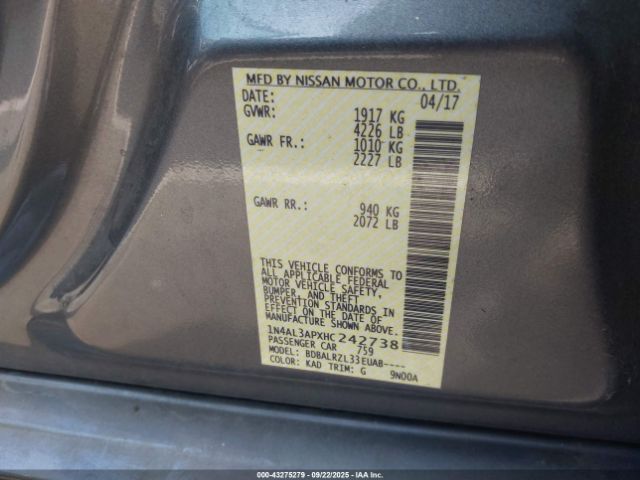 MFD BY NISSAN MOTOR CO., LTD.
DATE: 04/17
GVWR: 1917 KG
4226 LB
GAWR FR.: 1010 KG
2227 LB
GAWR RR.: 940 KG
2072 LB
THIS VEHICLE CONFORMS TO
ALL APPLICABLE FEDERAL
MOTOR VEHICLE SAFETY,
BUMPER, AND THEFT
PREVENTION STANDARDS IN
EFFECT ON THE DATE OF
MANUFACTURE SHOWN ABOVE.
1N4AL3APXHC242738
PASSENGER CAR 759
MODEL: BDBALRZL33EUAB----
COLOR: KAD TRIM: G 9N00A
000-43275279 - 09/22/2025 - IAA Inc.